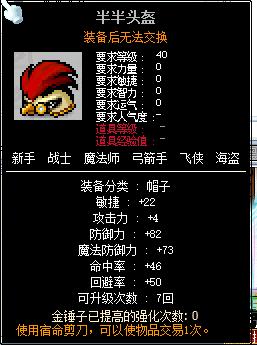 半半头盔
装备后无法交换
要求等级： 40
要求力量： 0
要求敏捷： 0
要求智力： 0
要求运气： 0
要求人气度： -
道具等级： -
道具经验值： -
新手 战士 魔法师 弓箭手 飞侠 海盗
装备分类 : 帽子
敏捷 : +22
攻击力 : +4
防御力 : +82
魔法防御力 : +73
命中率 : +46
回避率 : +50
可升级次数 : 7回
金锤子已提高的强化次数: 0
使用宿命剪刀，可以使物品交易1次。